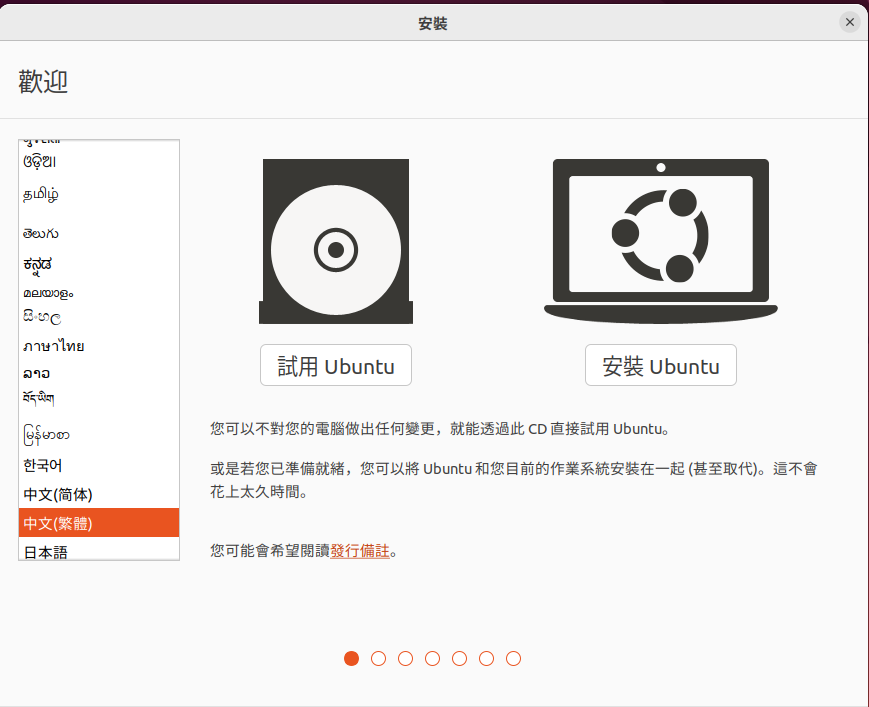 安裝
歡迎
ଓଡ଼ିଆ
தமிழ்
తెలుగు
ಕನ್ನಡ
മലയാളം
සිංහල
ภาษาไทย
ລາວ
བོད་ཡིག
မြန်မာစာ
한국어
中文(简体)
中文(繁體)
日本語
試用 Ubuntu
安裝 Ubuntu
您可以不對您的電腦做出任何變更，就能透過此 CD 直接試用 Ubuntu。
或是若您已準備就緒，您可以將 Ubuntu 和您目前的作業系統安裝在一起 (甚至取代)。這不會
花上太久時間。
您可能會希望閱讀發行備註。